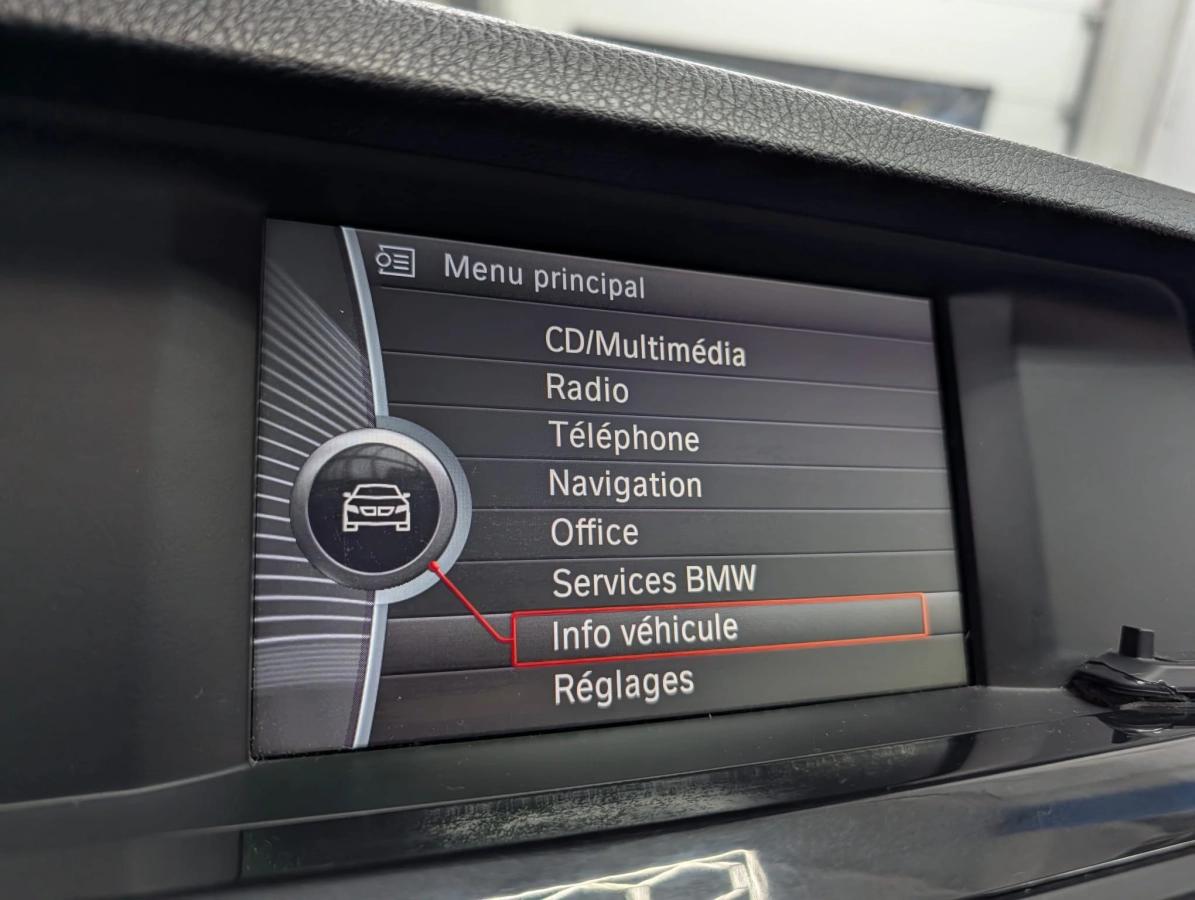 Menu principal
CD/Multimédia
Radio
Téléphone
Navigation
Office
Services BMW
Info véhicule
Réglages